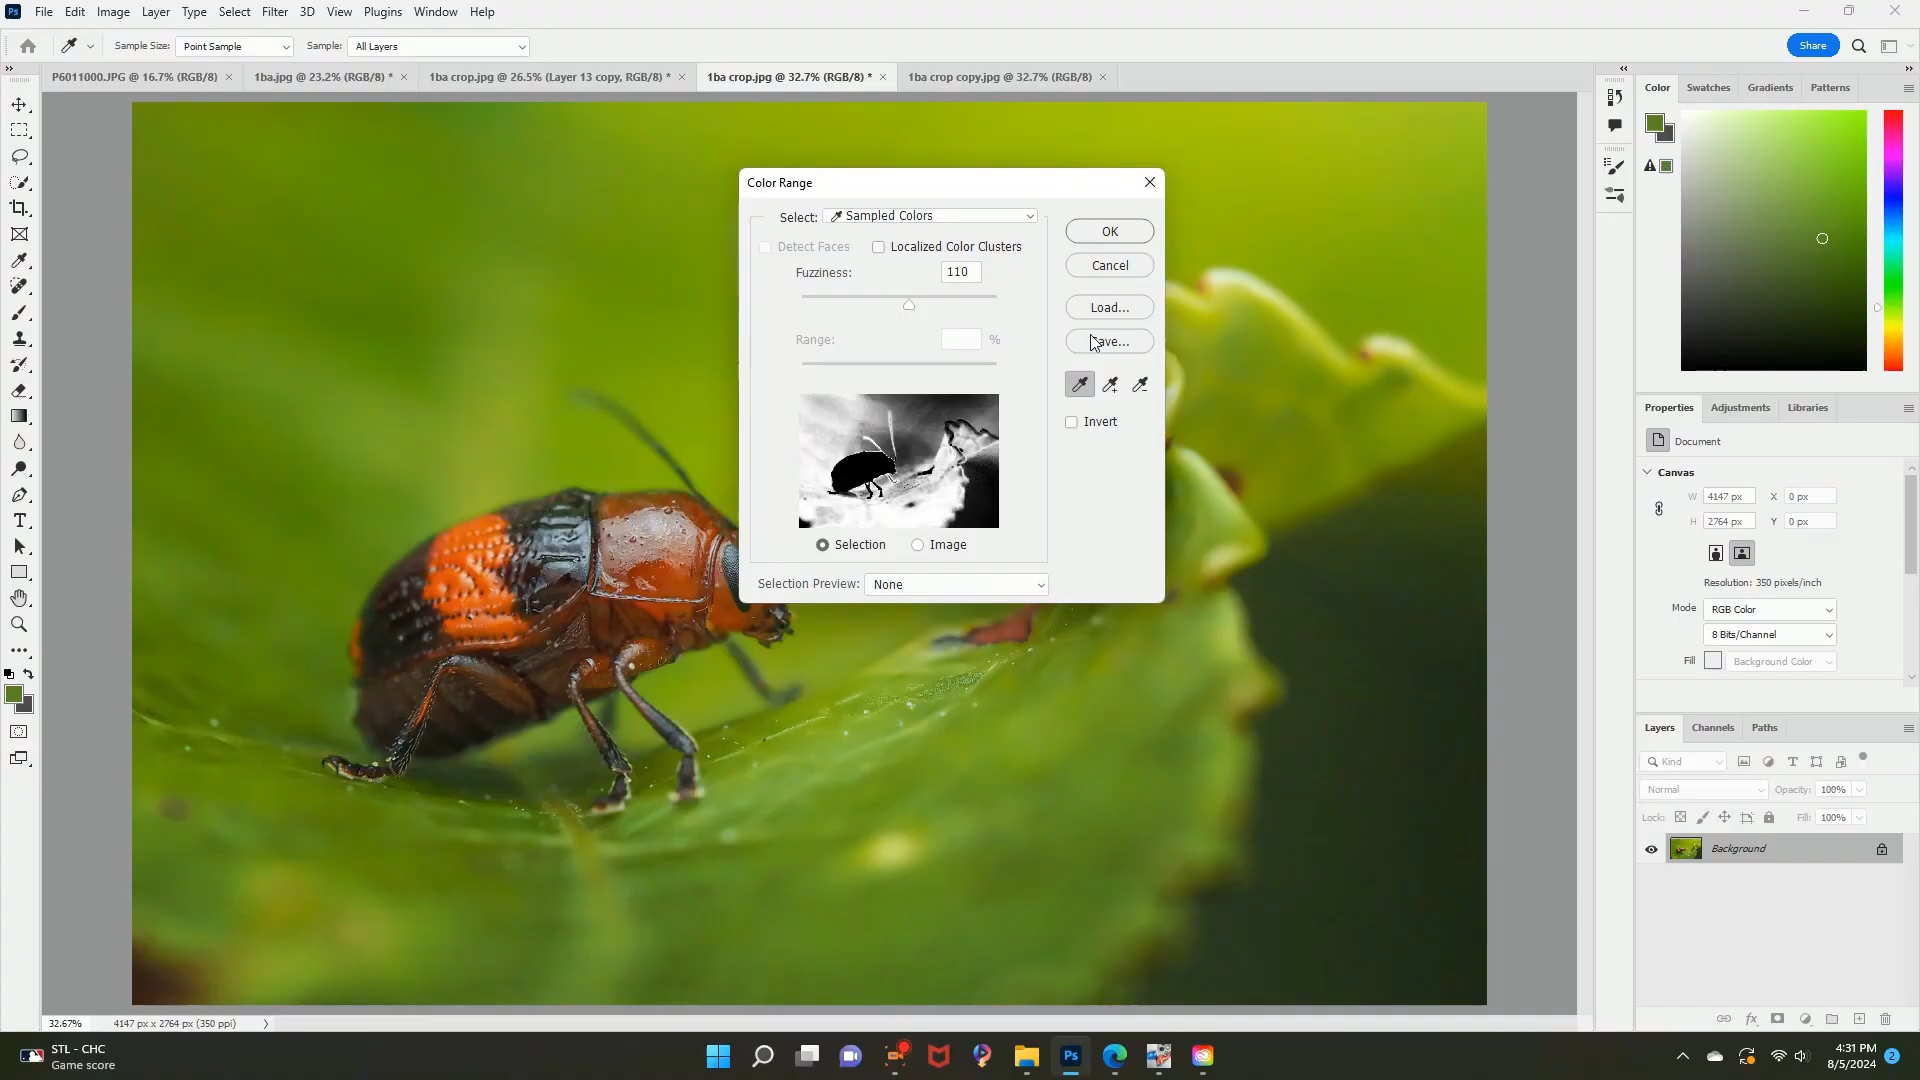 Ps File Edit Image Layer Type Select Filter 3D View Plugins Window Help
Sample Size: Point Sample Sample: All Layers Share
P6011000.JPG @ 16.7% (RGB/8) 1ba.jpg @ 23.2% (RGB/8) * 1ba crop.jpg @ 26.5% (Layer 13 copy, RGB/8) * 1ba crop.jpg @ 32.7% (RGB/8) * 1ba crop copy.jpg @ 32.7% (RGB/8)
Color Swatches Gradients Patterns
Color Range
Select: Sampled Colors
OK
Detect Faces Localized Color Clusters
Cancel
Fuzziness: 110
Load...
Range: %
Invert
Selection Image
Selection Preview: None
Properties Adjustments Libraries
Document
Canvas
W 4147 px X 0 px
H 2764 px Y 0 px
Resolution: 350 pixels/inch
Mode RGB Color
8 Bits/Channel
Fill Background Color
Layers Channels Paths
Kind
Normal Opacity: 100%
Lock: Fill: 100%
Background
32.67% 4147 px x 2764 px (350 ppi)
STL - CHC
Game score
Ps
4:31 PM
8/5/2024
2